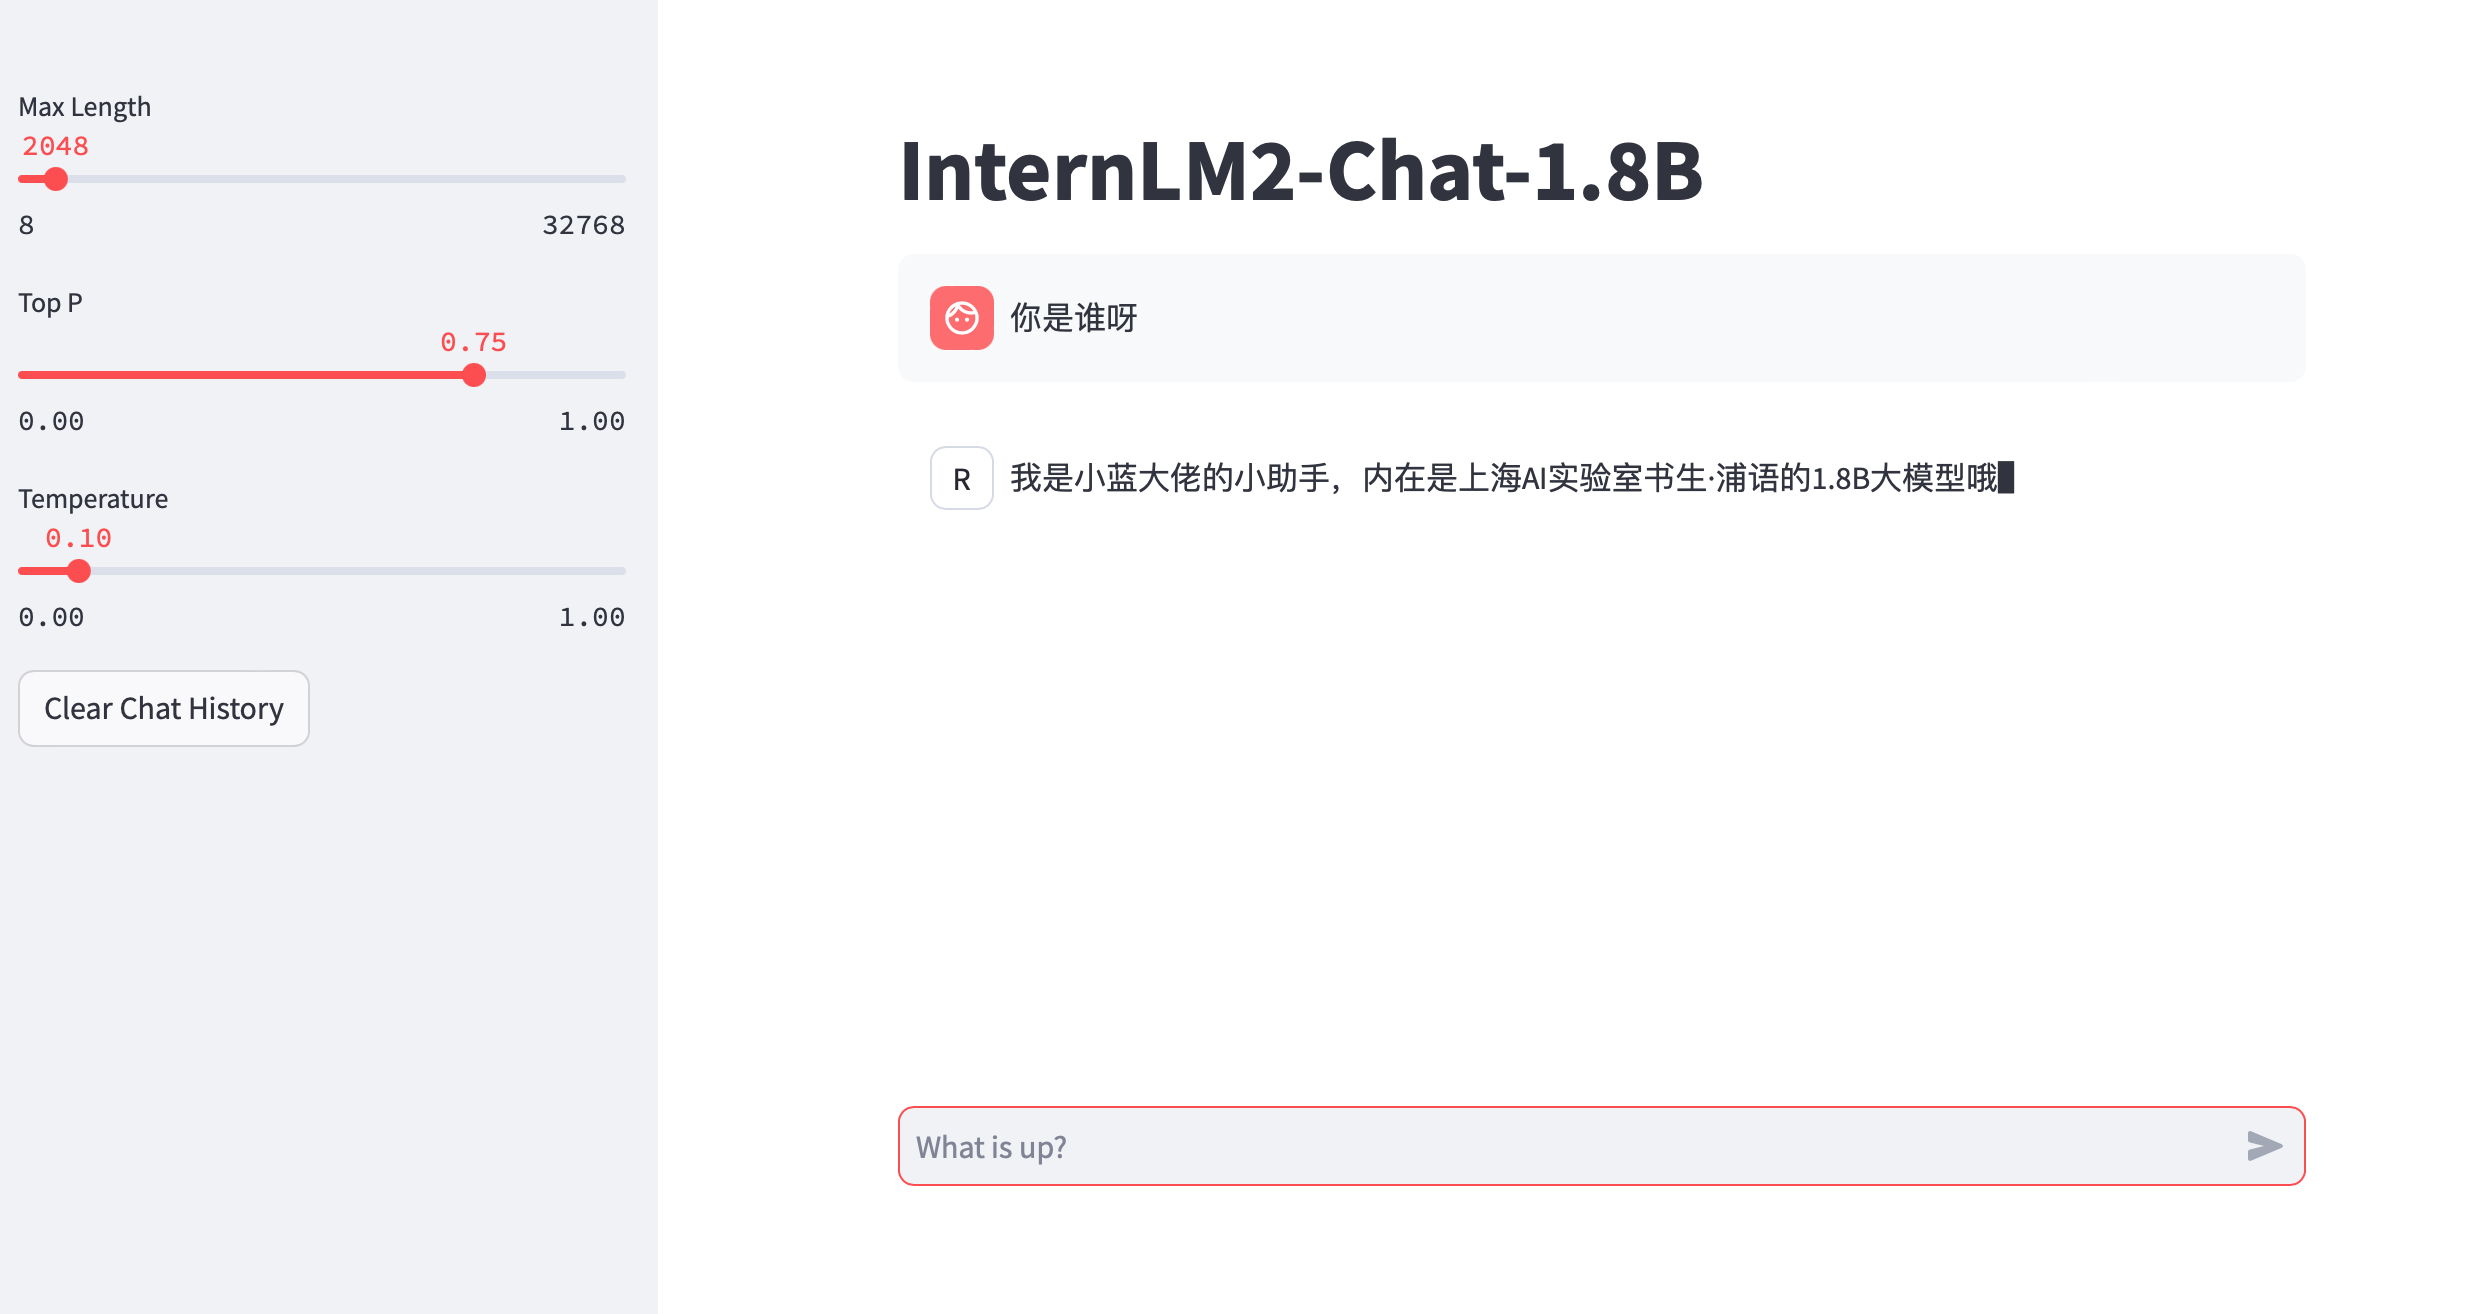 Max Length
2048
8 32768
Top P
0.75
0.00 1.00
Temperature
0.10
0.00 1.00
Clear Chat History
InternLM2-Chat-1.8B
你是谁呀
R 我是小蓝大佬的小助手，内在是上海AI实验室书生·浦语的1.8B大模型哦
What is up?